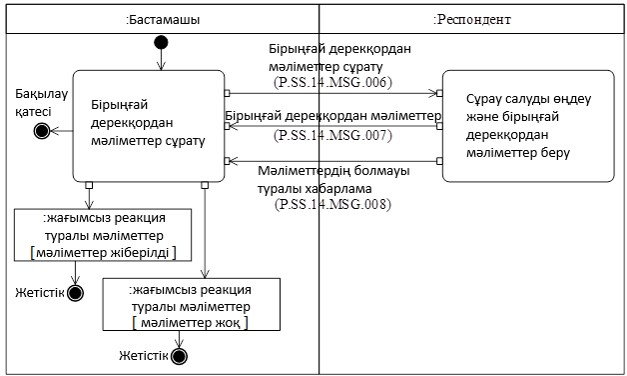 :Бастамашы
:Респондент
Бірыңғай дерекқордан
мәліметтер сұрату
(P.SS.14.MSG.006)
Бақылау
қатесі
Бірыңғай
дерекқордан
мәліметтер сұрату
Бірыңғай дерекқордан мәліметтер
(P.SS.14.MSG.007)
Сұрау салуды өңдеу
және бірыңғай
дерекқордан
мәліметтер беру
Мәліметтердің болмауы
туралы хабарлама
(P.SS.14.MSG.008)
:жағымсыз реакция
туралы мәліметтер
[мәліметтер жіберілді ]
Жетістік
:жағымсыз реакция
туралы мәліметтер
[ мәліметтер жоқ ]
Жетістік